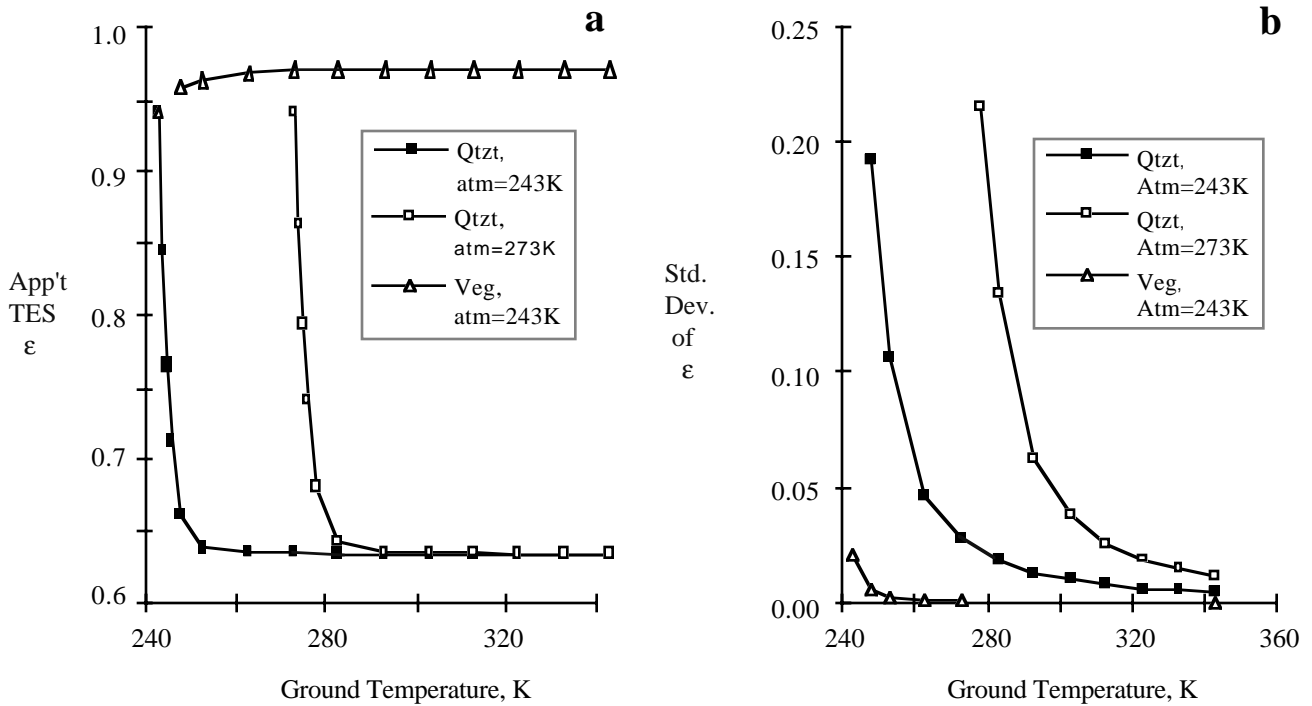 a
1.0
0.9
0.8
0.7
0.6
App't
TES
ε
Qtzt,
atm=243K
Qtzt,
atm=273K
Veg,
atm=243K
240
280
320
Ground Temperature, K
b
0.25
0.20
0.15
0.10
0.05
0.00
Std.
Dev.
of
ε
Qtzt,
Atm=243K
Qtzt,
Atm=273K
Veg,
Atm=243K
240
280
320
360
Ground Temperature, K